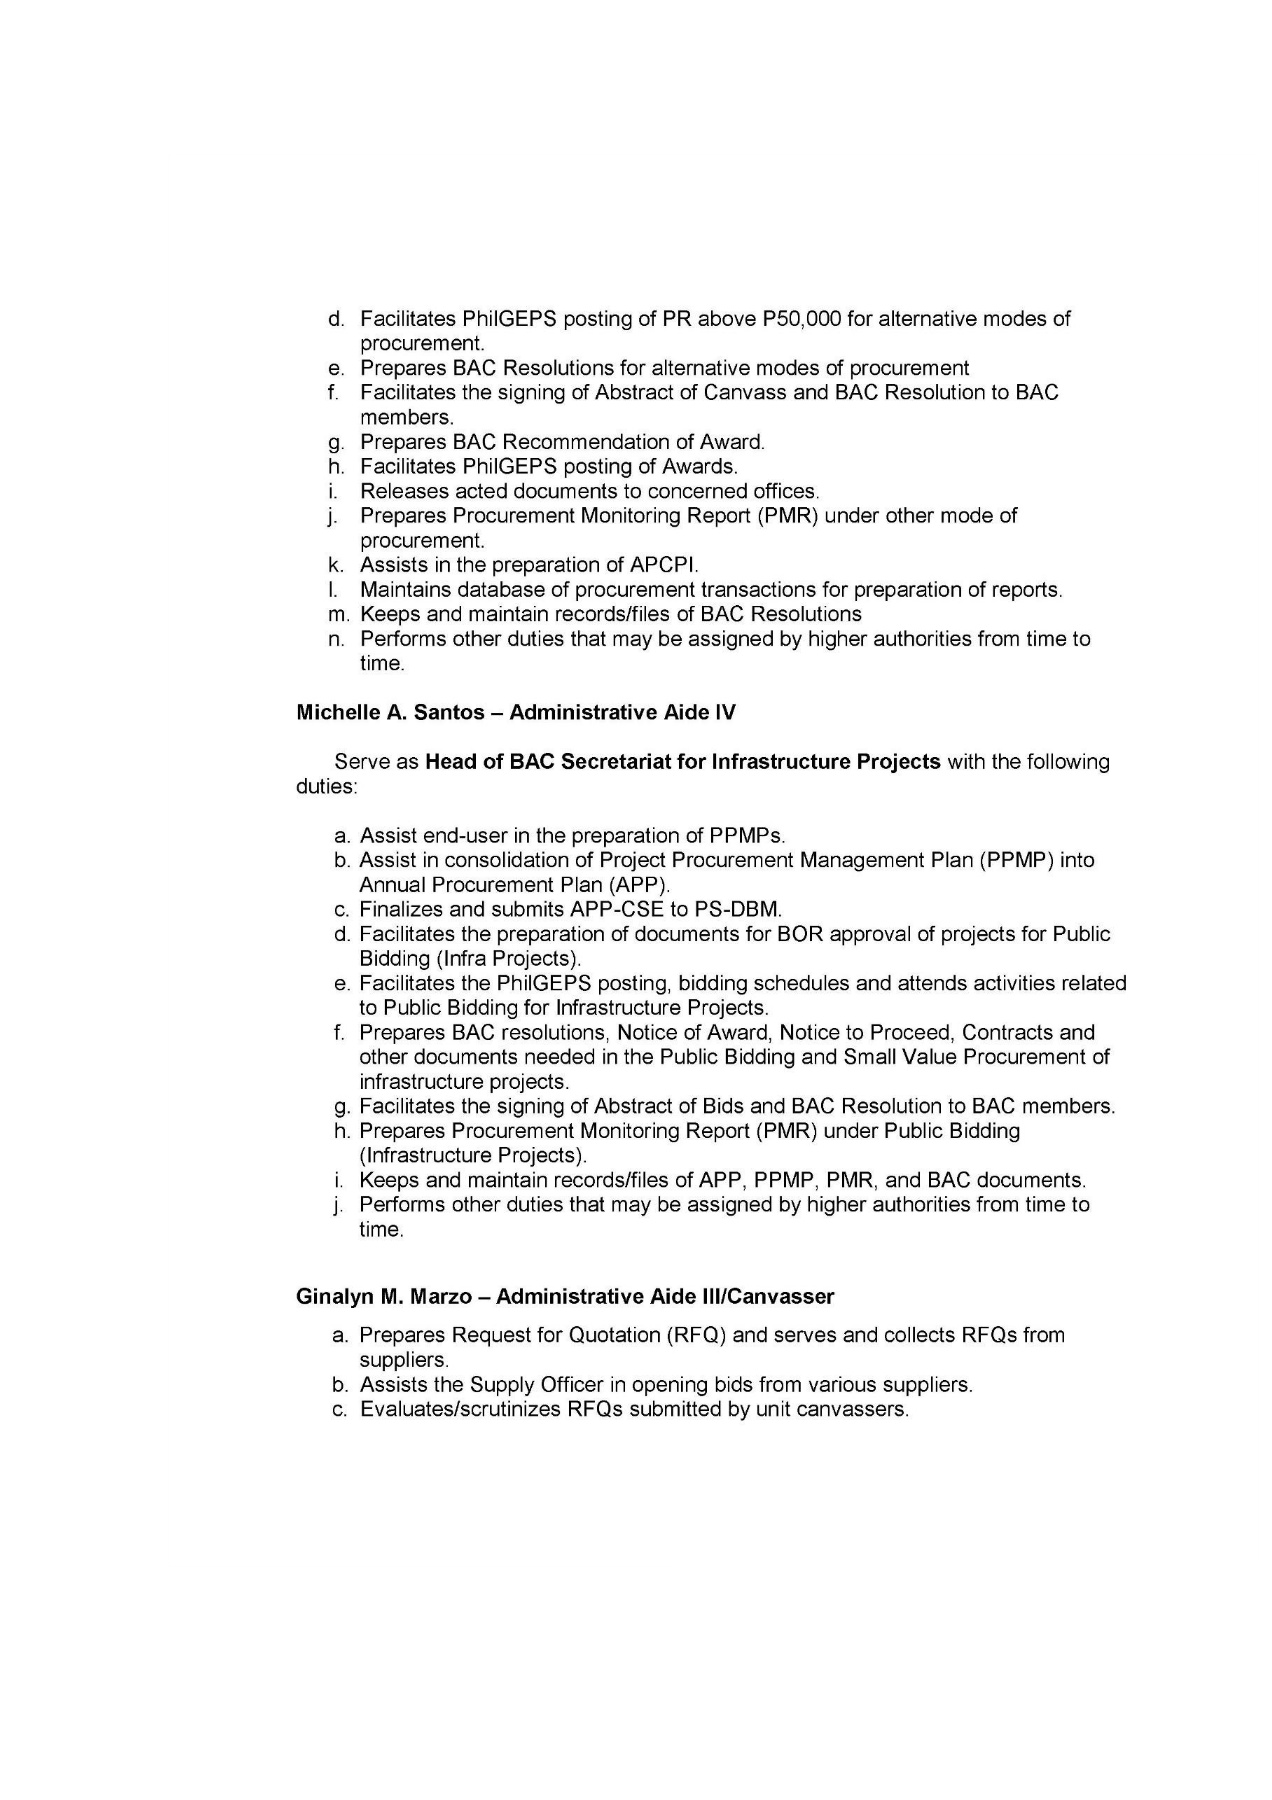 d. Facilitates PhilGEPS posting of PR above P50,000 for alternative modes of
procurement.
e. Prepares BAC Resolutions for alternative modes of procurement
f. Facilitates the signing of Abstract of Canvass and BAC Resolution to BAC
members.
g. Prepares BAC Recommendation of Award.
h. Facilitates PhilGEPS posting of Awards.
i. Releases acted documents to concerned offices.
j. Prepares Procurement Monitoring Report (PMR) under other mode of
procurement.
k. Assists in the preparation of APCPI.
l. Maintains database of procurement transactions for preparation of reports.
m. Keeps and maintain records/files of BAC Resolutions
n. Performs other duties that may be assigned by higher authorities from time to
time.
Michelle A. Santos – Administrative Aide IV
Serve as Head of BAC Secretariat for Infrastructure Projects with the following
duties:
a. Assist end-user in the preparation of PPMPs.
b. Assist in consolidation of Project Procurement Management Plan (PPMP) into
Annual Procurement Plan (APP).
c. Finalizes and submits APP-CSE to PS-DBM.
d. Facilitates the preparation of documents for BOR approval of projects for Public
Bidding (Infra Projects).
e. Facilitates the PhilGEPS posting, bidding schedules and attends activities related
to Public Bidding for Infrastructure Projects.
f. Prepares BAC resolutions, Notice of Award, Notice to Proceed, Contracts and
other documents needed in the Public Bidding and Small Value Procurement of
infrastructure projects.
g. Facilitates the signing of Abstract of Bids and BAC Resolution to BAC members.
h. Prepares Procurement Monitoring Report (PMR) under Public Bidding
(Infrastructure Projects).
i. Keeps and maintain records/files of APP, PPMP, PMR, and BAC documents.
j. Performs other duties that may be assigned by higher authorities from time to
time.
Ginalyn M. Marzo – Administrative Aide III/Canvasser
a. Prepares Request for Quotation (RFQ) and serves and collects RFQs from
suppliers.
b. Assists the Supply Officer in opening bids from various suppliers.
c. Evaluates/scrutinizes RFQs submitted by unit canvassers.